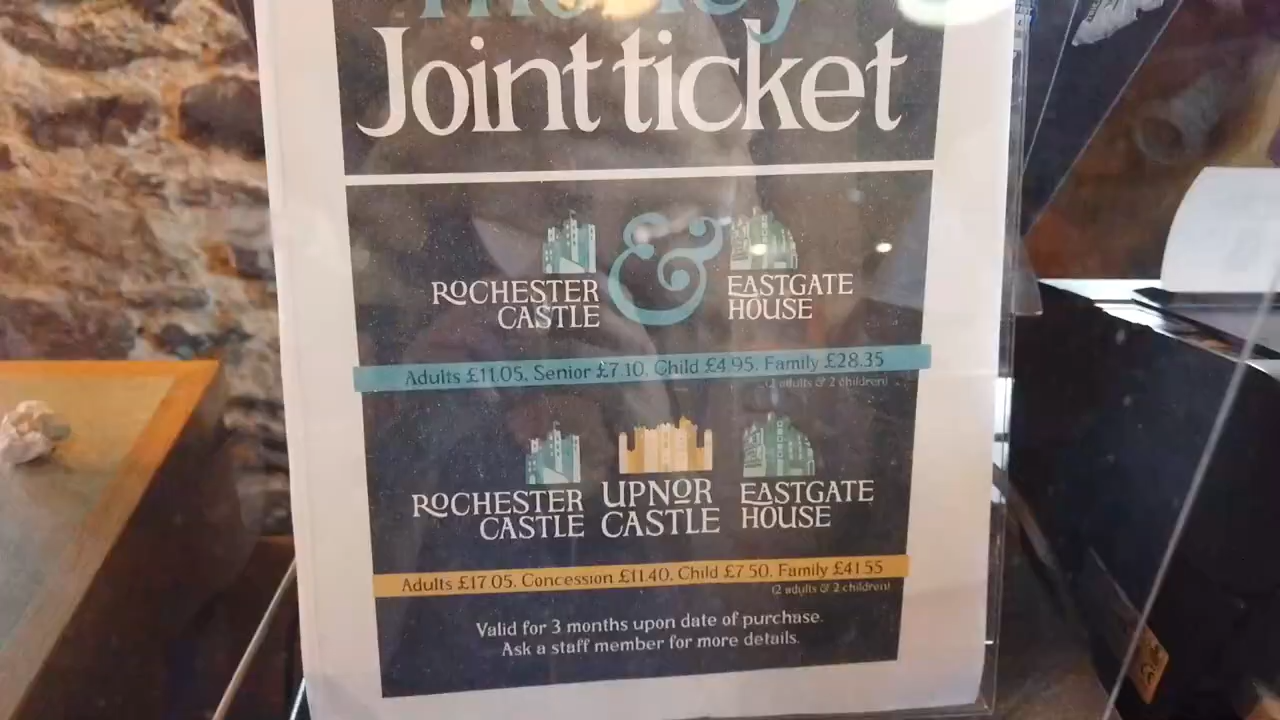 money
Joint ticket
ROCHESTER CASTLE
&
EASTGATE HOUSE
Adults £11.05, Senior £7.10, Child £4.95, Family £28.35
(2 adults & 2 children)
ROCHESTER CASTLE
UPNOR CASTLE
EASTGATE HOUSE
Adults £17.05, Concession £11.40, Child £7.50, Family £41.55
(2 adults & 2 children)
Valid for 3 months upon date of purchase.
Ask a staff member for more details.